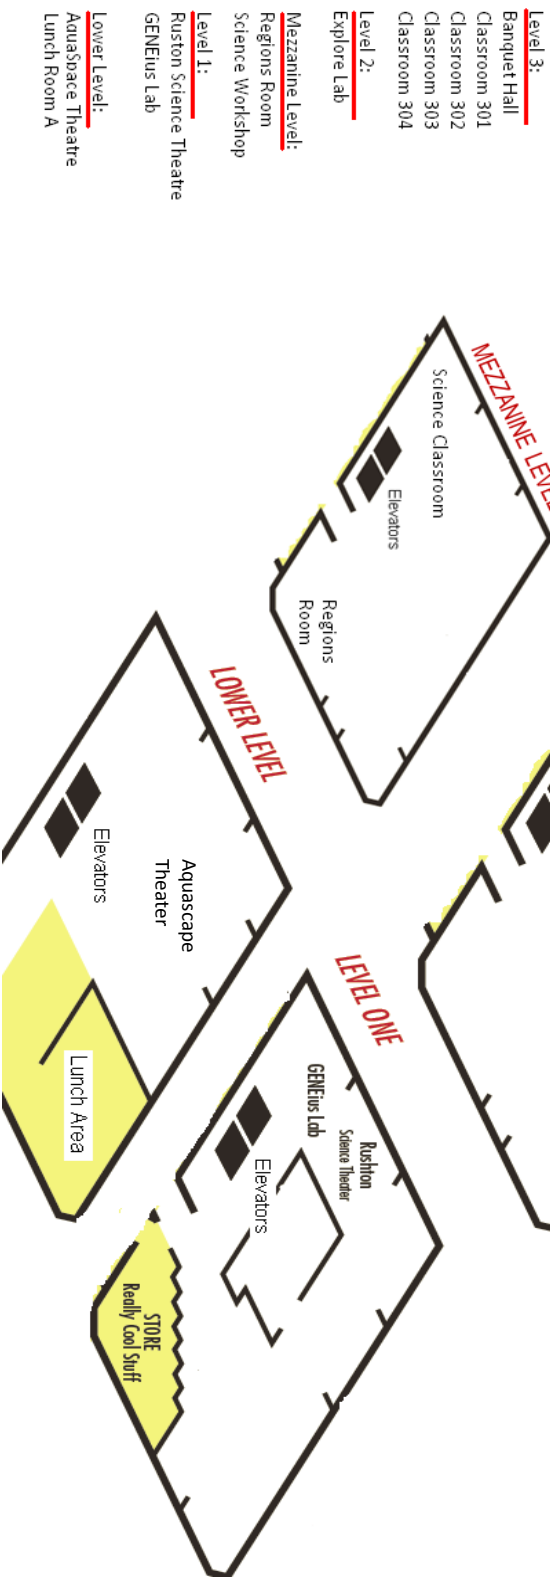 Level 3:
Banquet Hall
Classroom 301
Classroom 302
Classroom 303
Classroom 304
Level 2:
Explore Lab
Mezzanine Level:
Regions Room
Science Workshop
Level 1:
Ruston Science Theatre
GENEius Lab
Lower Level:
AquaSpace Theatre
Lunch Room A
MEZZANINE LEVEL
Science Classroom
Elevators
Regions
Room
LOWER LEVEL
Aquascape
Theater
Elevators
Lunch Area
LEVEL ONE
Rushton
Science Theater
GENEius Lab
Elevators
STORE
Really Cool Stuff